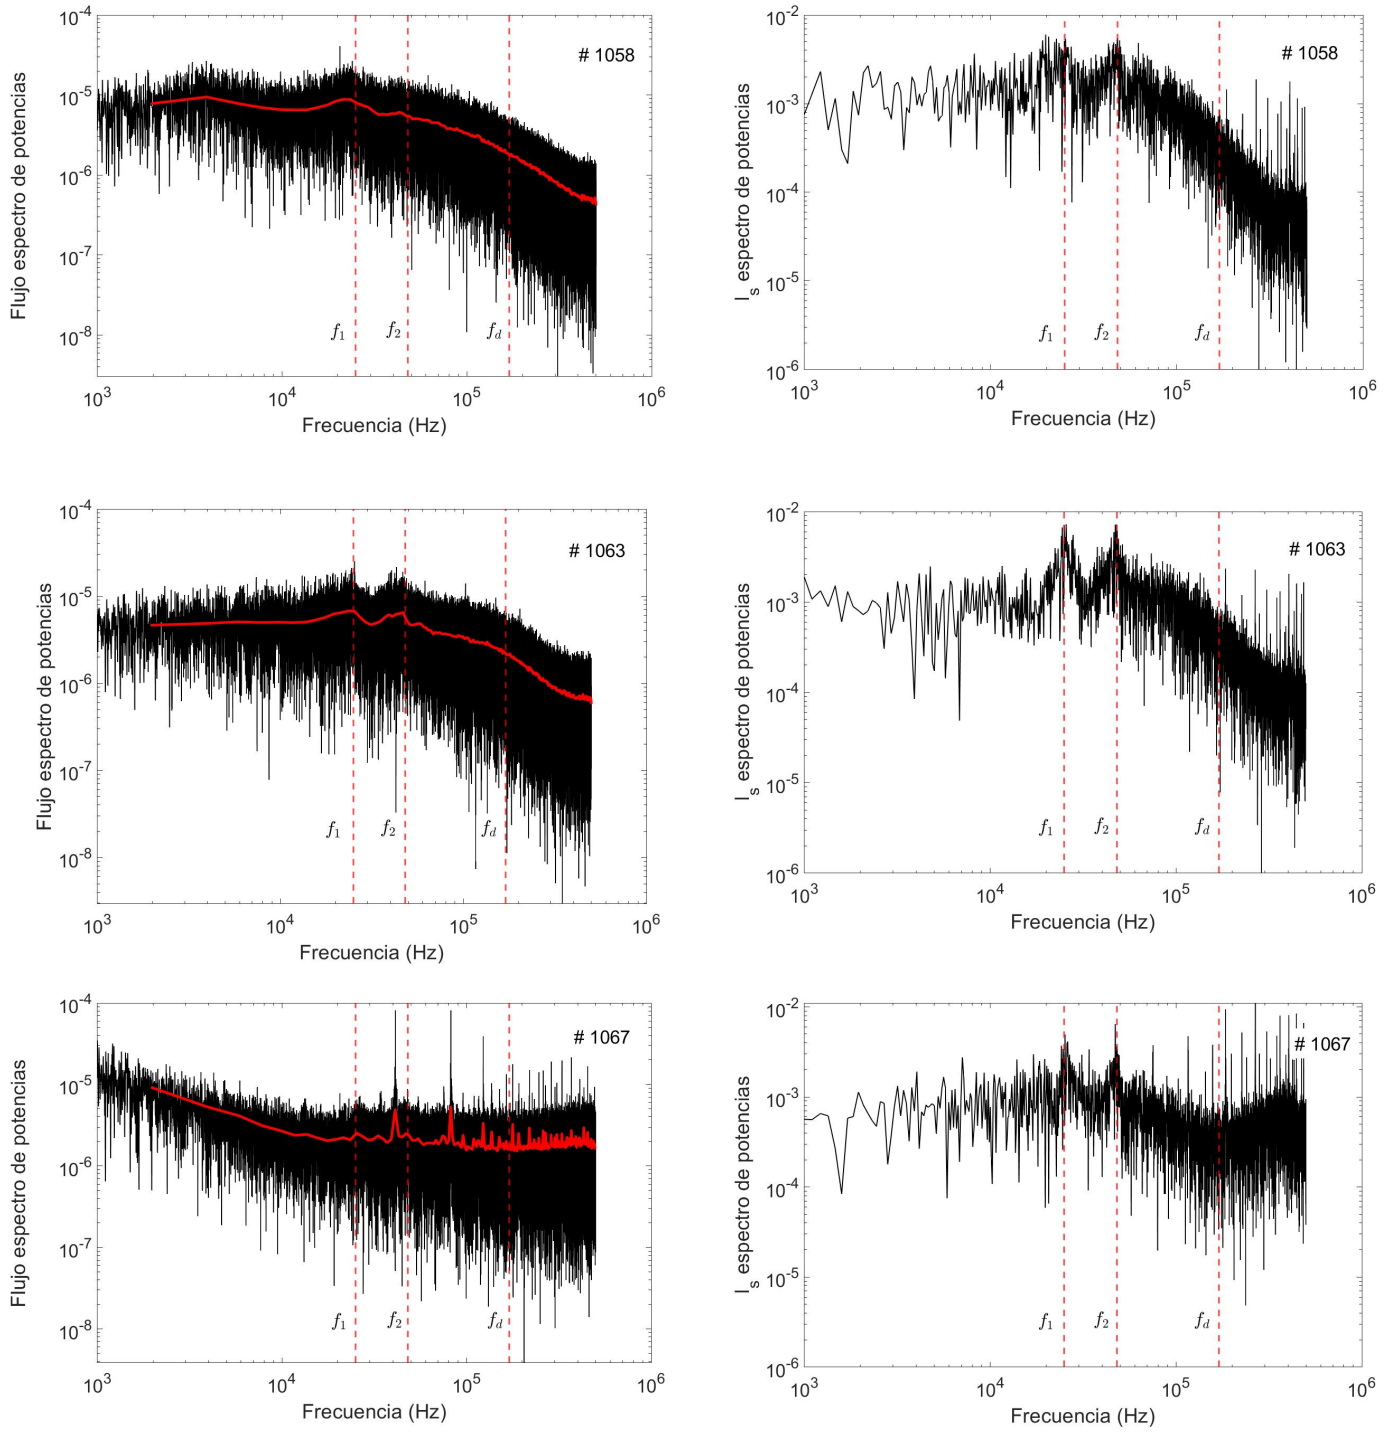 10^-4
# 1058
10^-5
10^-6
10^-7
10^-8
Flujo espectro de potencias
f_1
f_2
f_d
10^3
10^4
10^5
10^6
Frecuencia (Hz)
10^-2
# 1058
10^-3
10^-4
10^-5
10^-6
I_s espectro de potencias
f_1
f_2
f_d
10^3
10^4
10^5
10^6
Frecuencia (Hz)
10^-4
# 1063
10^-5
10^-6
10^-7
10^-8
Flujo espectro de potencias
f_1
f_2
f_d
10^3
10^4
10^5
10^6
Frecuencia (Hz)
10^-2
# 1063
10^-3
10^-4
10^-5
10^-6
I_s espectro de potencias
f_1
f_2
f_d
10^3
10^4
10^5
10^6
Frecuencia (Hz)
10^-4
# 1067
10^-5
10^-6
10^-7
10^-8
Flujo espectro de potencias
f_1
f_2
f_d
10^3
10^4
10^5
10^6
Frecuencia (Hz)
10^-2
# 1067
10^-3
10^-4
10^-5
10^-6
I_s espectro de potencias
f_1
f_2
f_d
10^3
10^4
10^5
10^6
Frecuencia (Hz)